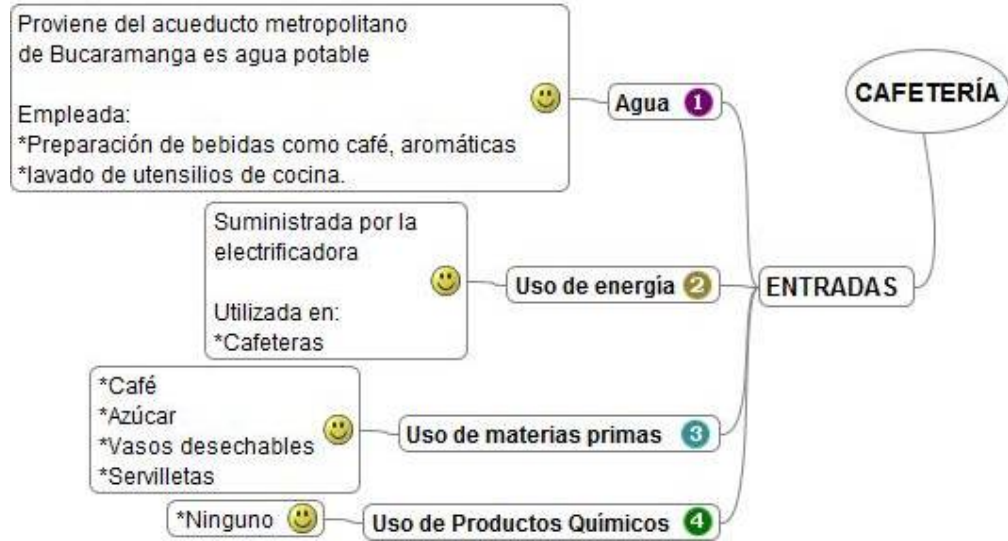 CAFETERÍA
ENTRADAS
Agua 1
Proviene del acueducto metropolitano
de Bucaramanga es agua potable
Empleada:
*Preparación de bebidas como café, aromáticas
*lavado de utensilios de cocina.
Uso de energía 2
Suministrada por la
electrificadora
Utilizada en:
*Cafeteras
Uso de materias primas 3
*Café
*Azúcar
*Vasos desechables
*Servilletas
Uso de Productos Químicos 4
*Ninguno